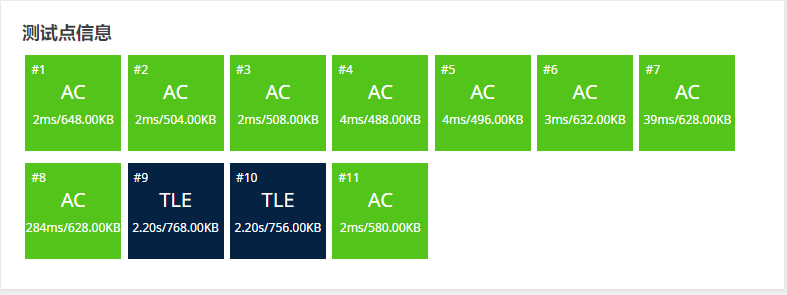 测试点信息
#1 #2 #3 #4 #5 #6 #7
AC AC AC AC AC AC AC
2ms/648.00KB 2ms/504.00KB 2ms/508.00KB 4ms/488.00KB 4ms/496.00KB 3ms/632.00KB 39ms/628.00KB
#8 #9 #10 #11
AC TLE TLE AC
284ms/628.00KB 2.20s/768.00KB 2.20s/756.00KB 2ms/580.00KB